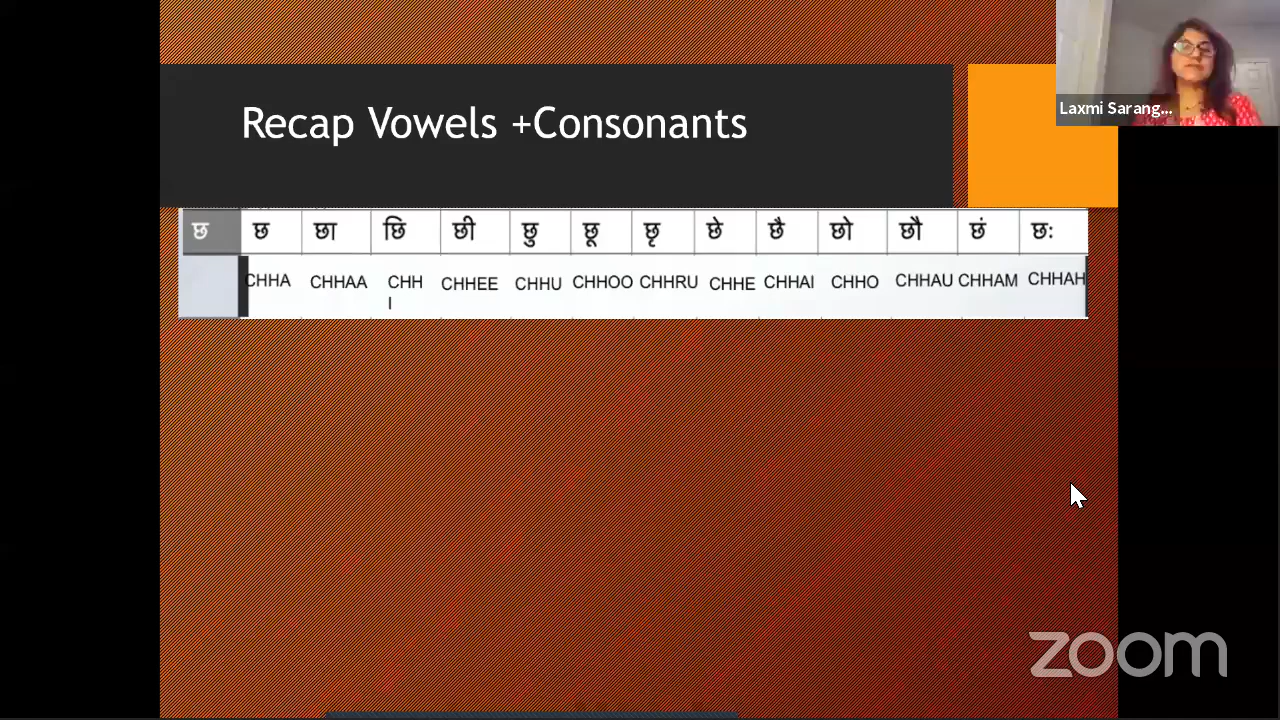 Laxmi Sarang...
Recap Vowels +Consonants
छ छ छा छि छी छु छू छृ छे छै छो छौ छं छः
CHHA CHHAA CHH CHHEE CHHU CHHOO CHHRU CHHE CHHAI CHHO CHHAU CHHAM CHHAH
I
zoom